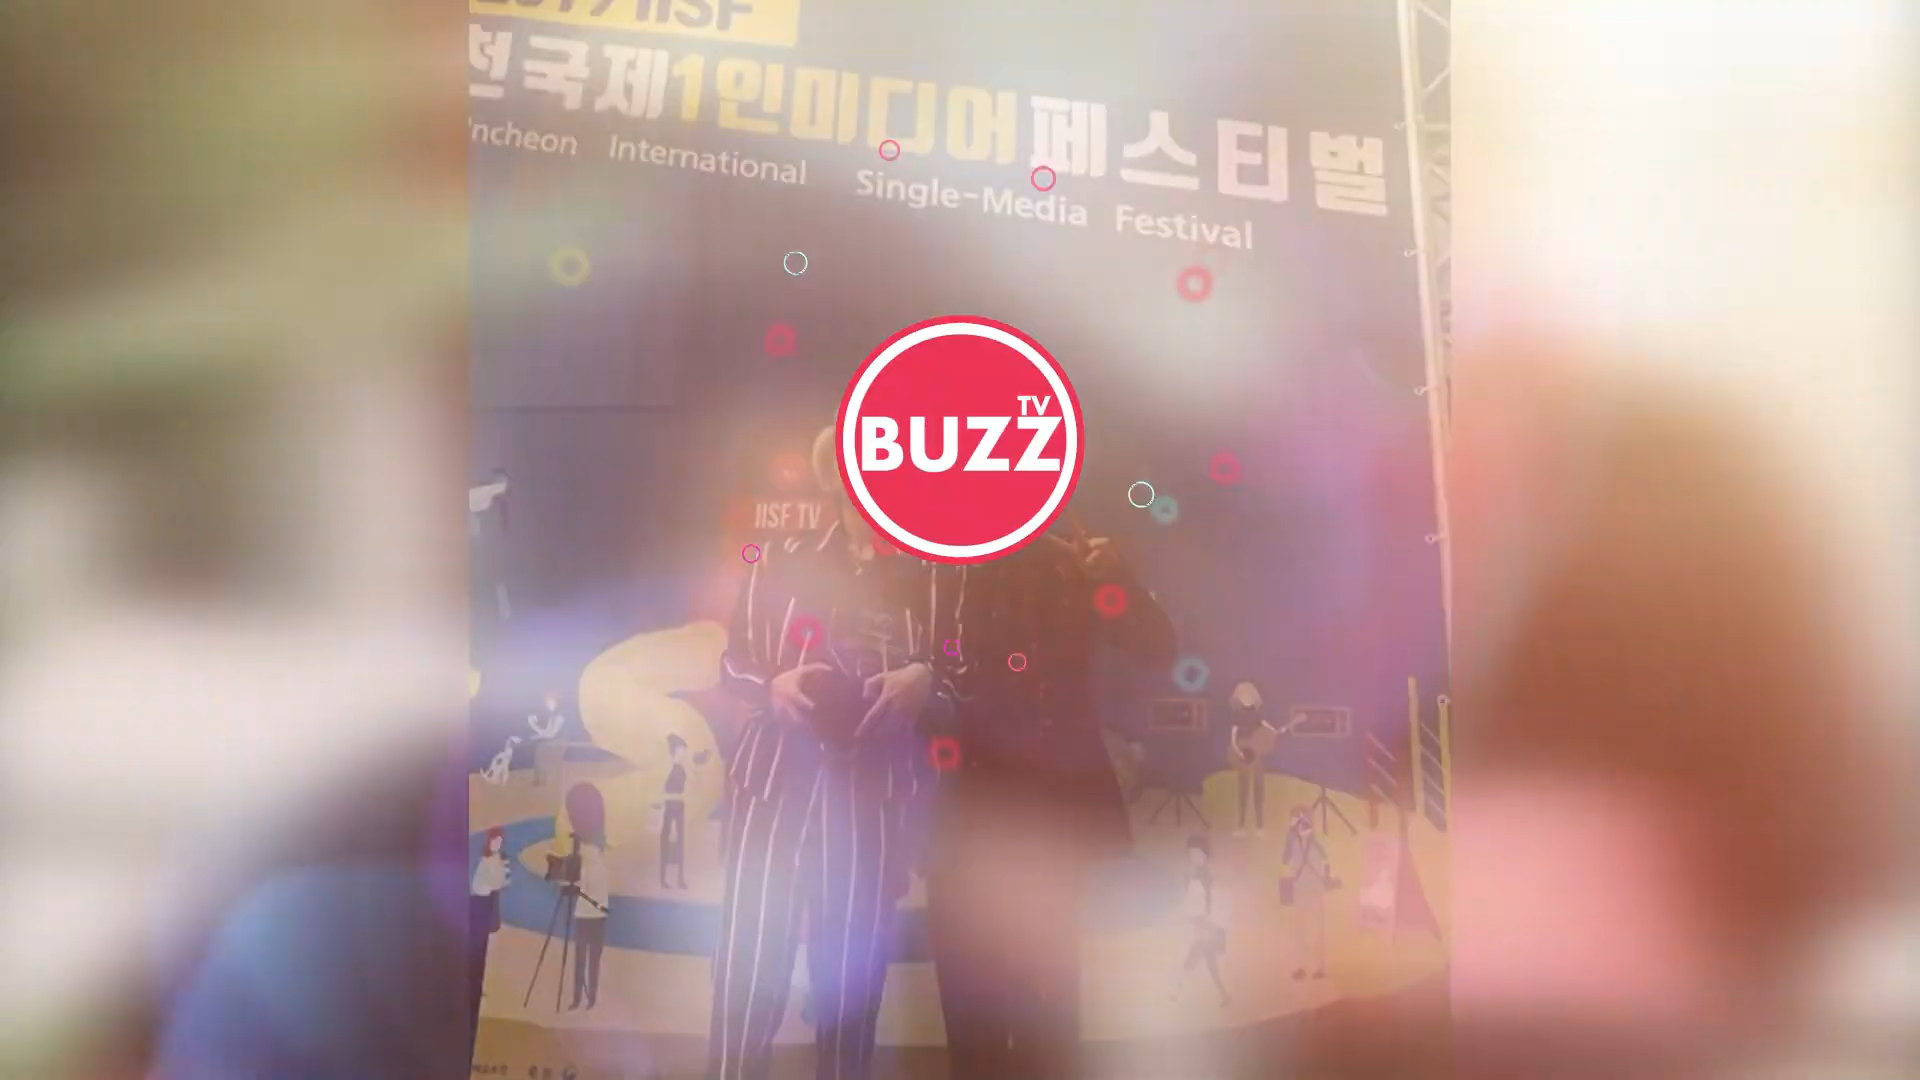 2019 IISF
천국제1인미디어페스티벌
ncheon International Single-Media Festival
TV
BUZZ
IISF TV